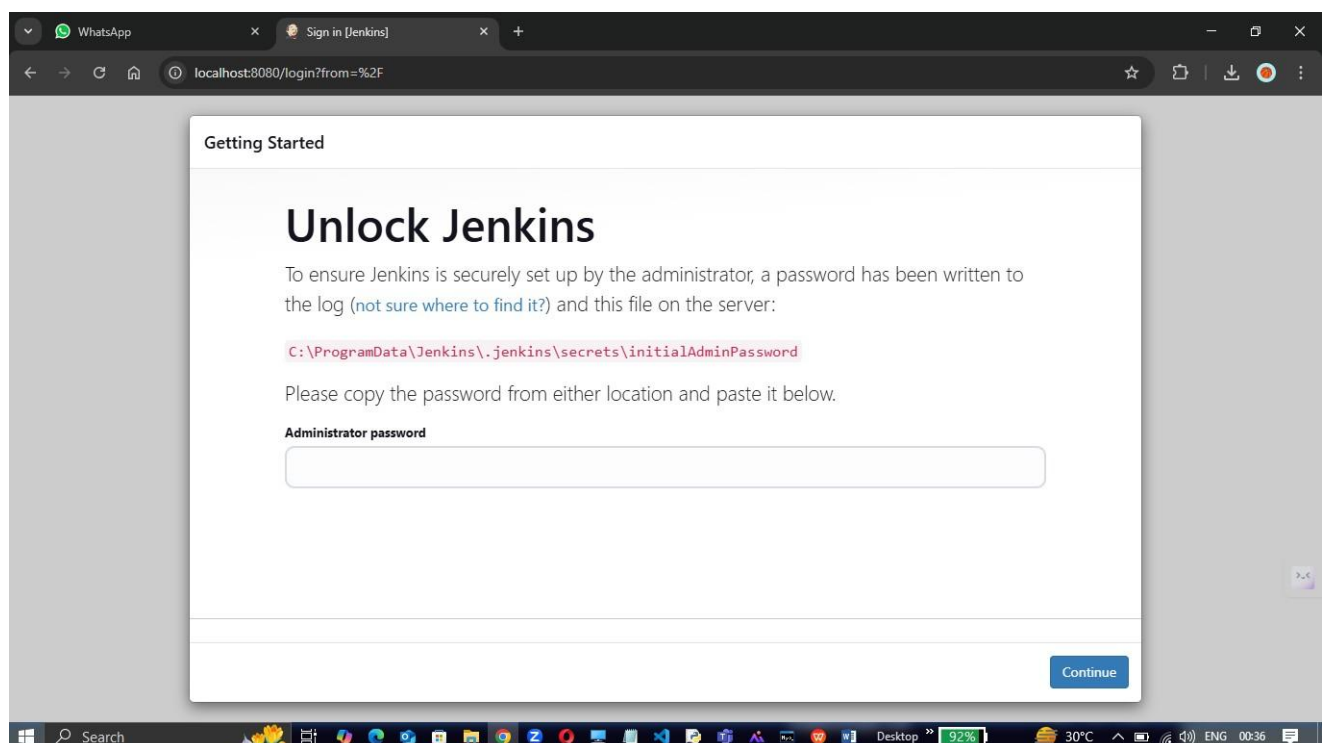 WhatsApp
Sign in [Jenkins]
localhost:8080/login?from=%2F
Getting Started
Unlock Jenkins
To ensure Jenkins is securely set up by the administrator, a password has been written to
the log (not sure where to find it?) and this file on the server:
C:\ProgramData\Jenkins\.jenkins\secrets\initialAdminPassword
Please copy the password from either location and paste it below.
Administrator password
Continue
Search
Desktop
92%
30°C
ENG
00:36